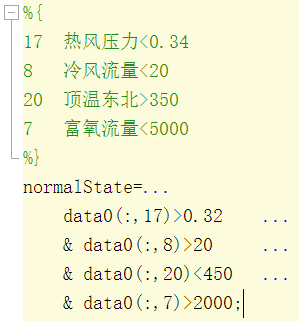 %{
17 热风压力<0.34
8 冷风流量<20
20 顶温东北>350
7 富氧流量<5000
%}
normalState=...
data0(:,17)>0.32 ...
& data0(:,8)>20 ...
& data0(:,20)<450 ...
& data0(:,7)>2000;